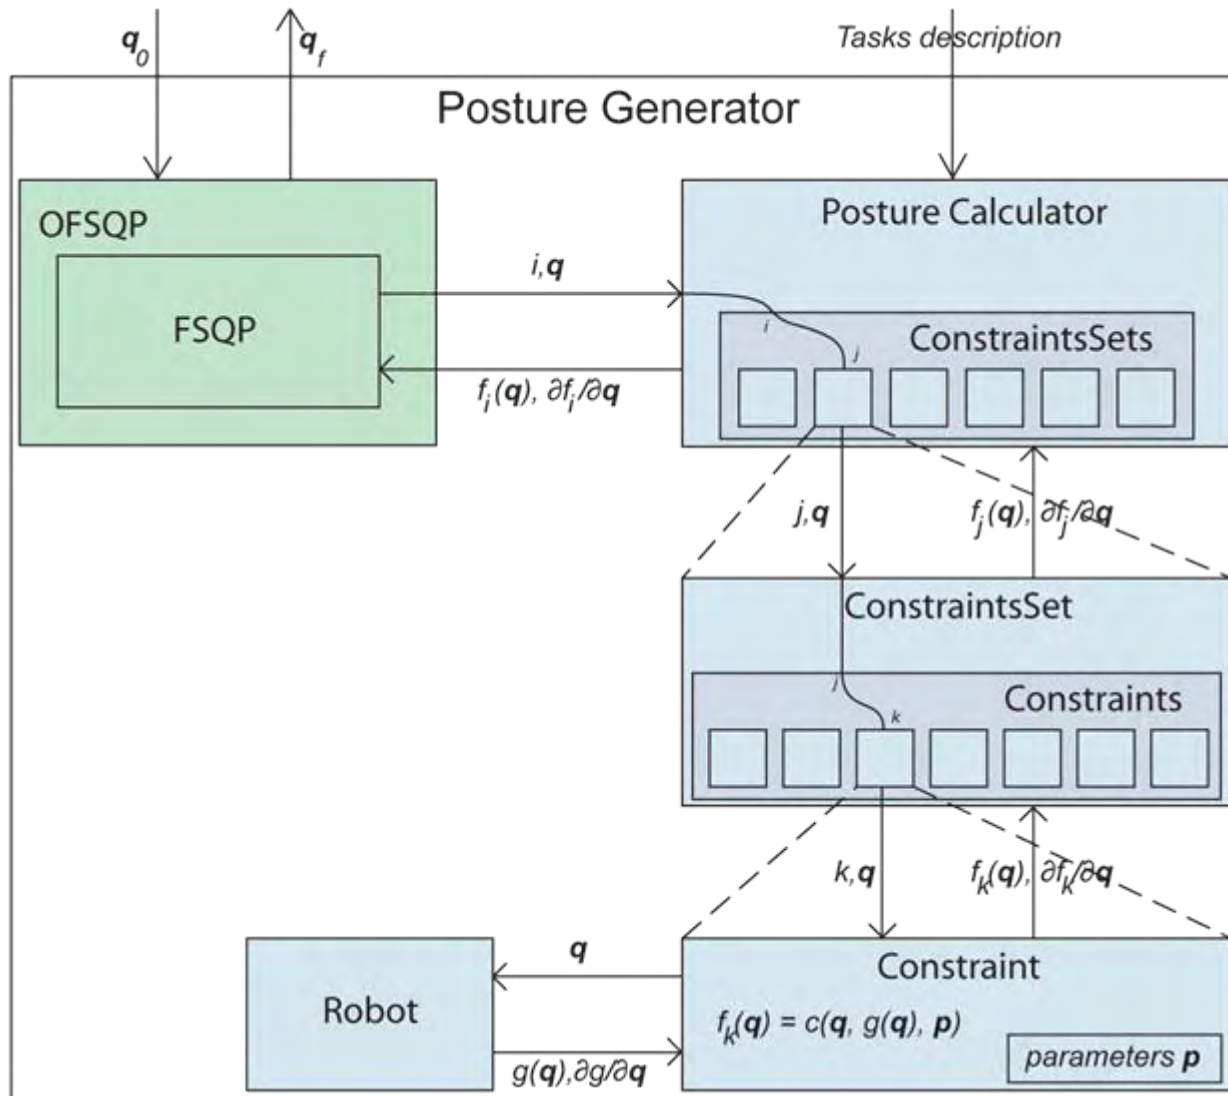 q0
qf
Tasks description
Posture Generator
OFSQP
FSQP
i,q
fi(q), ∂fi/∂q
Posture Calculator
i
j
ConstraintsSets
j,q
fj(q), ∂fj/∂q
ConstraintsSet
j
k
Constraints
k,q
fk(q), ∂fk/∂q
Robot
q
g(q),∂g/∂q
Constraint
fk(q) = c(q, g(q), p)
parameters p